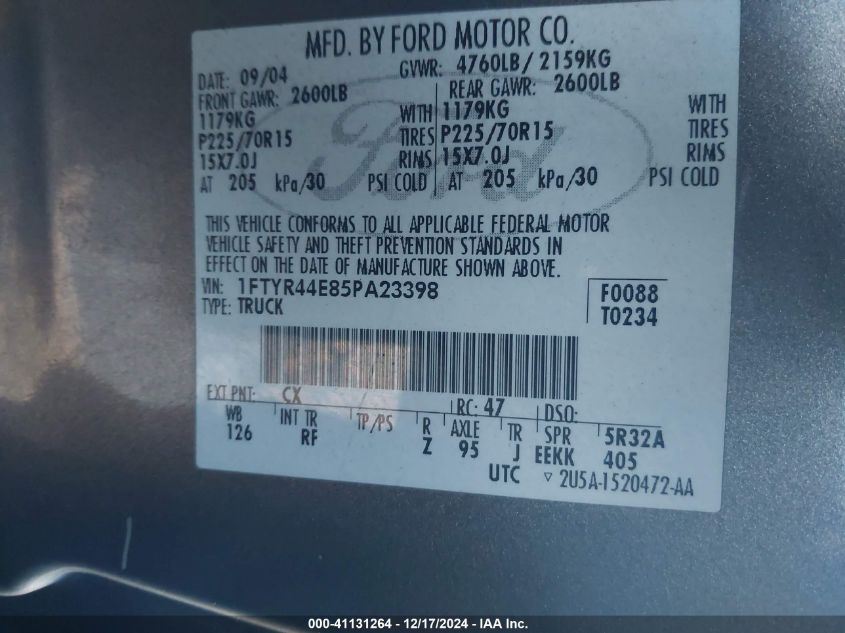 MFD. BY FORD MOTOR CO.
DATE: 09/04 GVWR: 4760LB/ 2159KG
FRONT GAWR: 2600LB REAR GAWR: 2600LB
1179KG WITH 1179KG WITH
P225/70R15 TIRES P225/70R15 TIRES
15X7.0J RIMS 15X7.0J RIMS
AT 205 kPa/30 PSI COLD AT 205 kPa/30 PSI COLD
Ford
THIS VEHICLE CONFORMS TO ALL APPLICABLE FEDERAL MOTOR
VEHICLE SAFETY AND THEFT PREVENTION STANDARDS IN
EFFECT ON THE DATE OF MANUFACTURE SHOWN ABOVE.
VIN: 1FTYR44E85PA23398 F0088
TYPE: TRUCK T0234
EXT PNT: CX RC: 47 DSO:
WB INT TR TP/PS R AXLE TR SPR 5R32A
126 RF Z 95 J EEKK 405
UTC ▽ 2U5A-1520472-AA
000-41131264 - 12/17/2024 - IAA Inc.